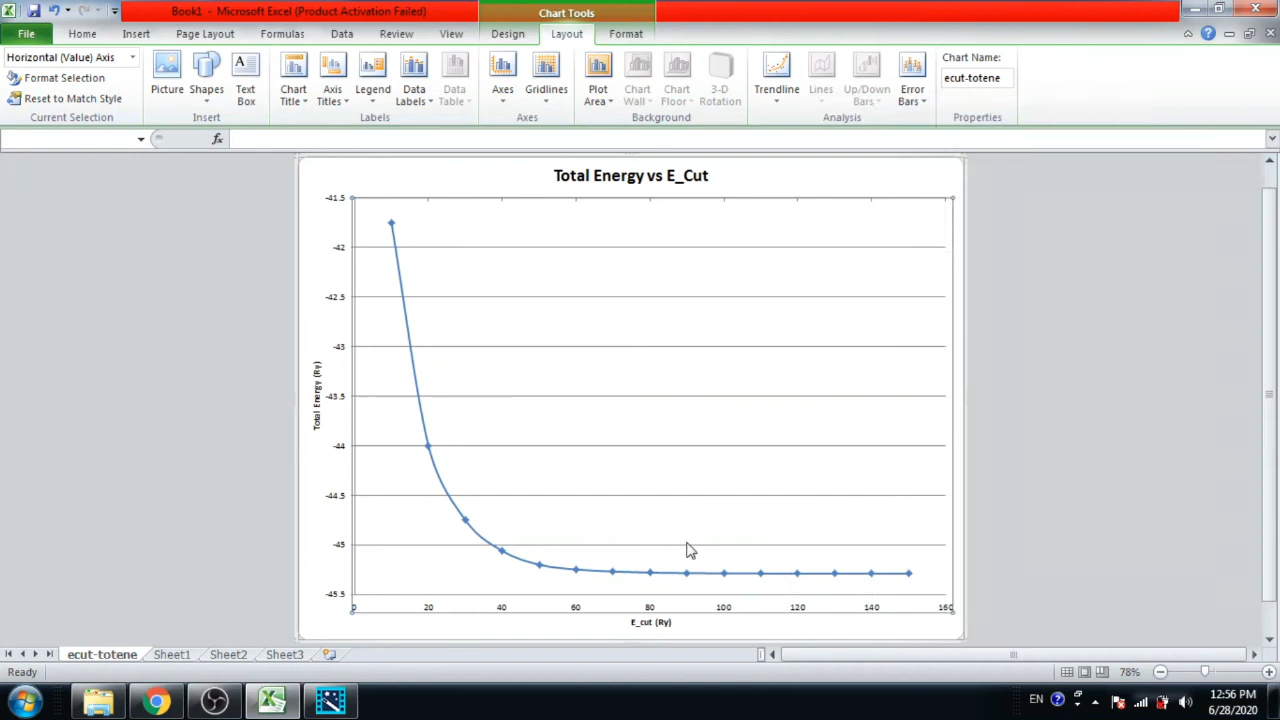 Book1 - Microsoft Excel (Product Activation Failed)
Chart Tools
File Home Insert Page Layout Formulas Data Review View Design Layout Format
Horizontal (Value) Axis
Format Selection
Reset to Match Style
Current Selection
Picture Shapes Text Box
Insert
Chart Title Axis Titles Legend Data Labels Data Table
Labels
Axes Gridlines
Axes
Plot Area Chart Wall Chart Floor 3-D Rotation
Background
Trendline Lines Up/Down Bars Error Bars
Analysis
Chart Name:
ecut-totene
Properties
fx
Total Energy vs E_Cut
-41.5
-42
-42.5
-43
-43.5
-44
-44.5
-45
-45.5
Total Energy (Ry)
0 20 40 60 80 100 120 140 160
E_cut (Ry)
ecut-totene Sheet1 Sheet2 Sheet3
Ready
78%
EN
12:56 PM
6/28/2020